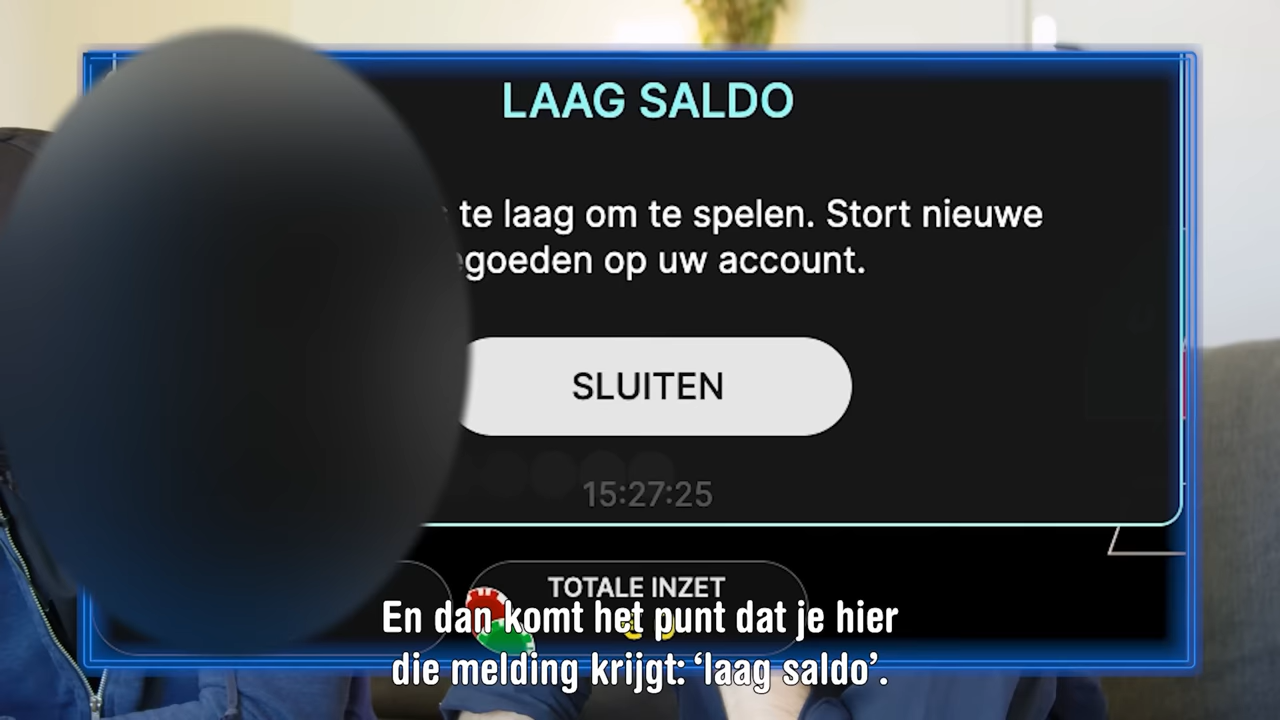 LAAG SALDO
te laag om te spelen. Stort nieuwe
egoeden op uw account.
SLUITEN
15:27:25
TOTALE INZET
En dan komt het punt dat je hier
die melding krijgt: ‘laag saldo’.